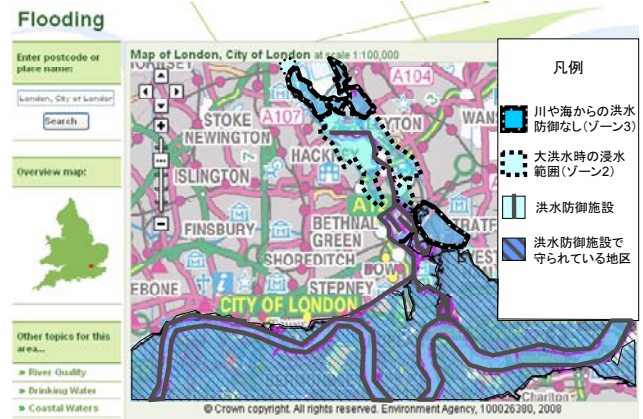 Flooding
Enter postcode or
place name:
London, City of London
Search
Overview map:
Other topics for this
area...
» River Quality
» Drinking Water
» Coastal Waters
Map of London, City of London at scale 1:100,000
A104
STOKE
NEWINGTON
A107
HACKNEY
ISLINGTON
FINSBURY
BETHNAL
GREEN
SHOREDITCH
BOW
STEPNEY
CITY OF LONDON
Charlton
© Crown copyright. All rights reserved. Environment Agency, 100026380, 2008
凡例
川や海からの洪水
防御なし(ゾーン3)
大洪水時の浸水
範囲(ゾーン2)
洪水防御施設
洪水防御施設で
守られている地区